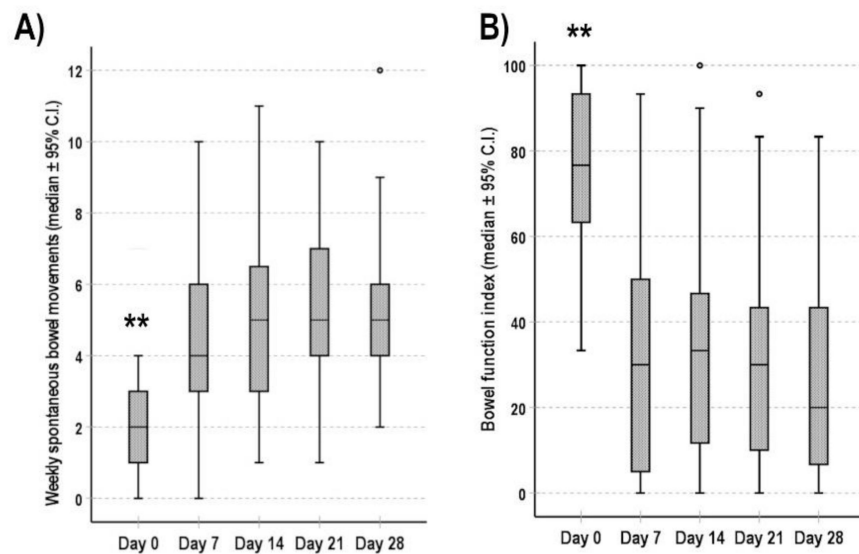 A)
Weekly spontaneous bowel movements (median ± 95% C.I.)
12
10
8
6
4
2
0
**
Day 0 Day 7 Day 14 Day 21 Day 28
B)
Bowel function index (median ± 95% C.I.)
100
80
60
40
20
0
**
Day 0 Day 7 Day 14 Day 21 Day 28